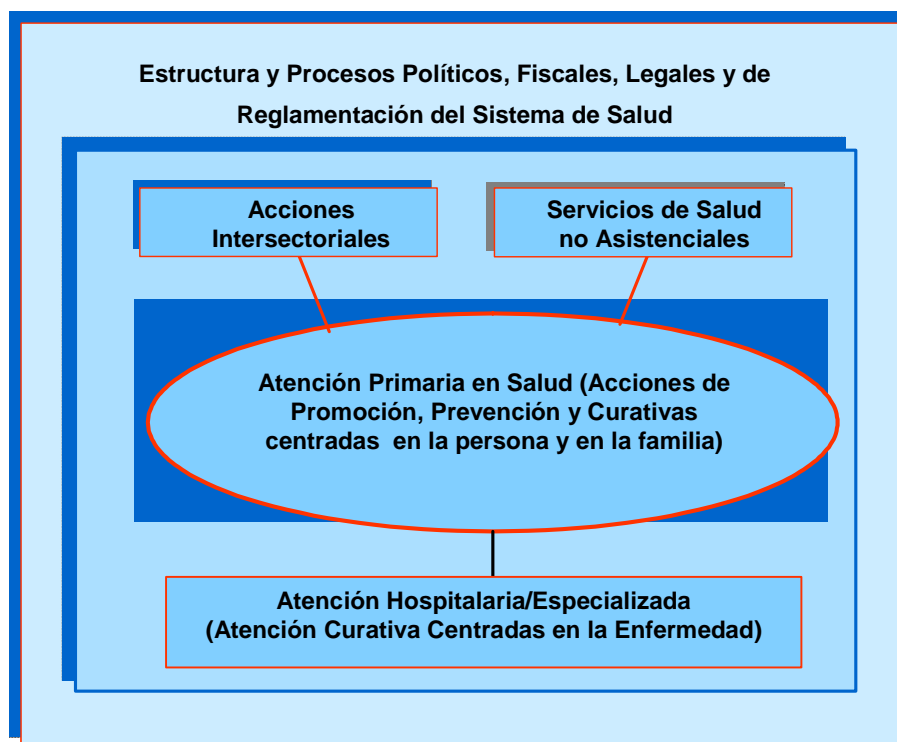 Estructura y Procesos Políticos, Fiscales, Legales y de
Reglamentación del Sistema de Salud
Acciones
Intersectoriales
Servicios de Salud
no Asistenciales
Atención Primaria en Salud (Acciones de
Promoción, Prevención y Curativas
centradas en la persona y en la familia)
Atención Hospitalaria/Especializada
(Atención Curativa Centradas en la Enfermedad)